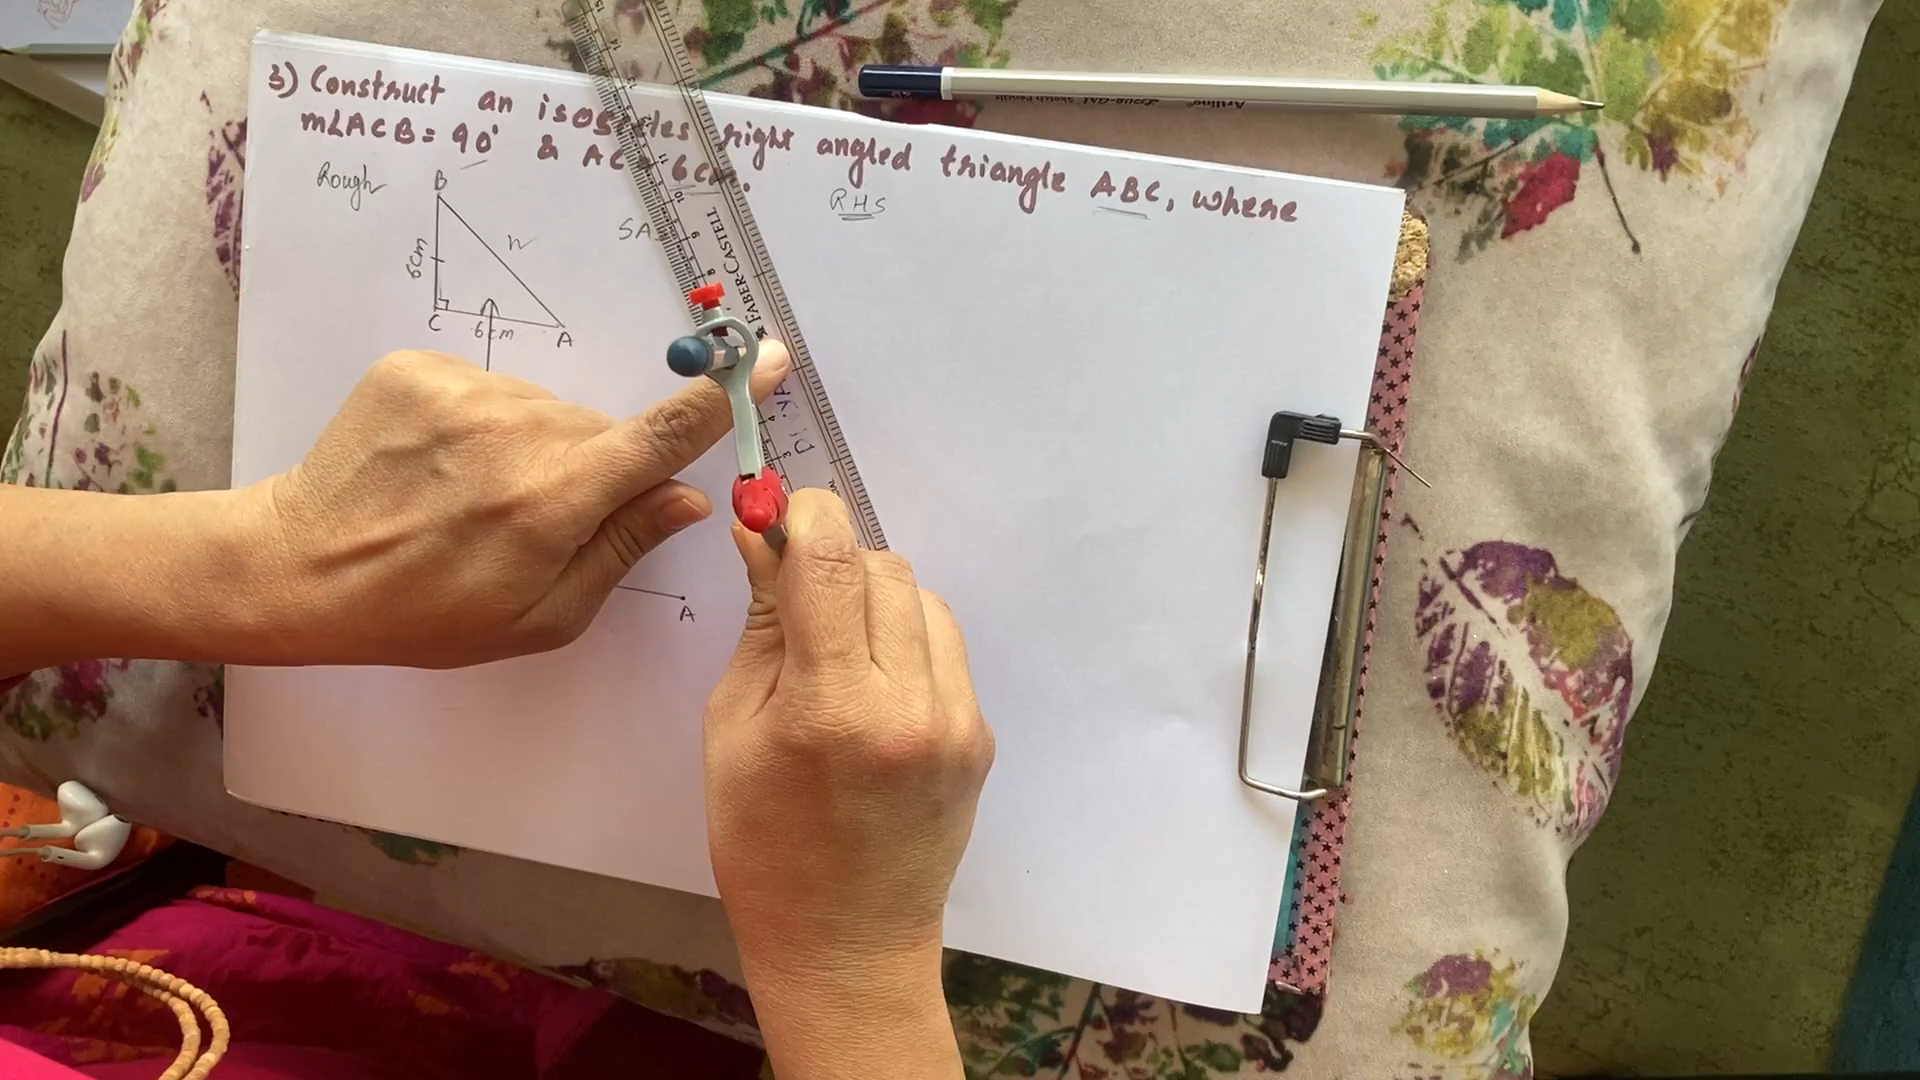 3) Construct an isosceles right angled triangle ABC, where
m∠ACB = 90° & AC = 6cm.
Rough
B
6cm
C
6cm
A
RHS
SA
FABER-CASTELL
A